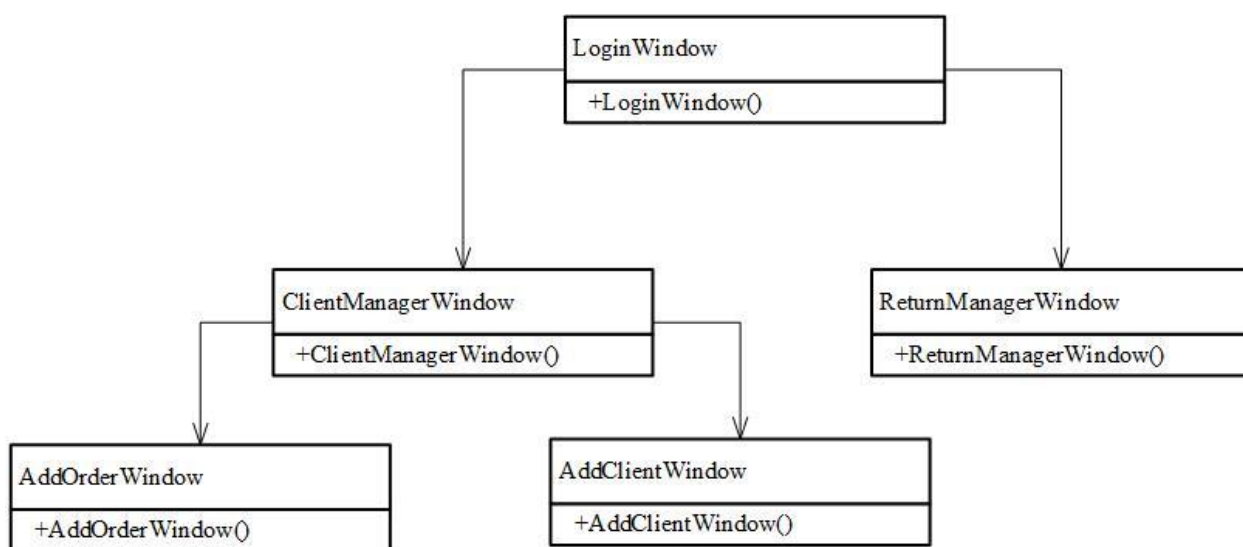 LoginWindow
+LoginWindow()
ClientManagerWindow
+ClientManagerWindow()
ReturnManagerWindow
+ReturnManagerWindow()
AddOrderWindow
+AddOrderWindow()
AddClientWindow
+AddClientWindow()